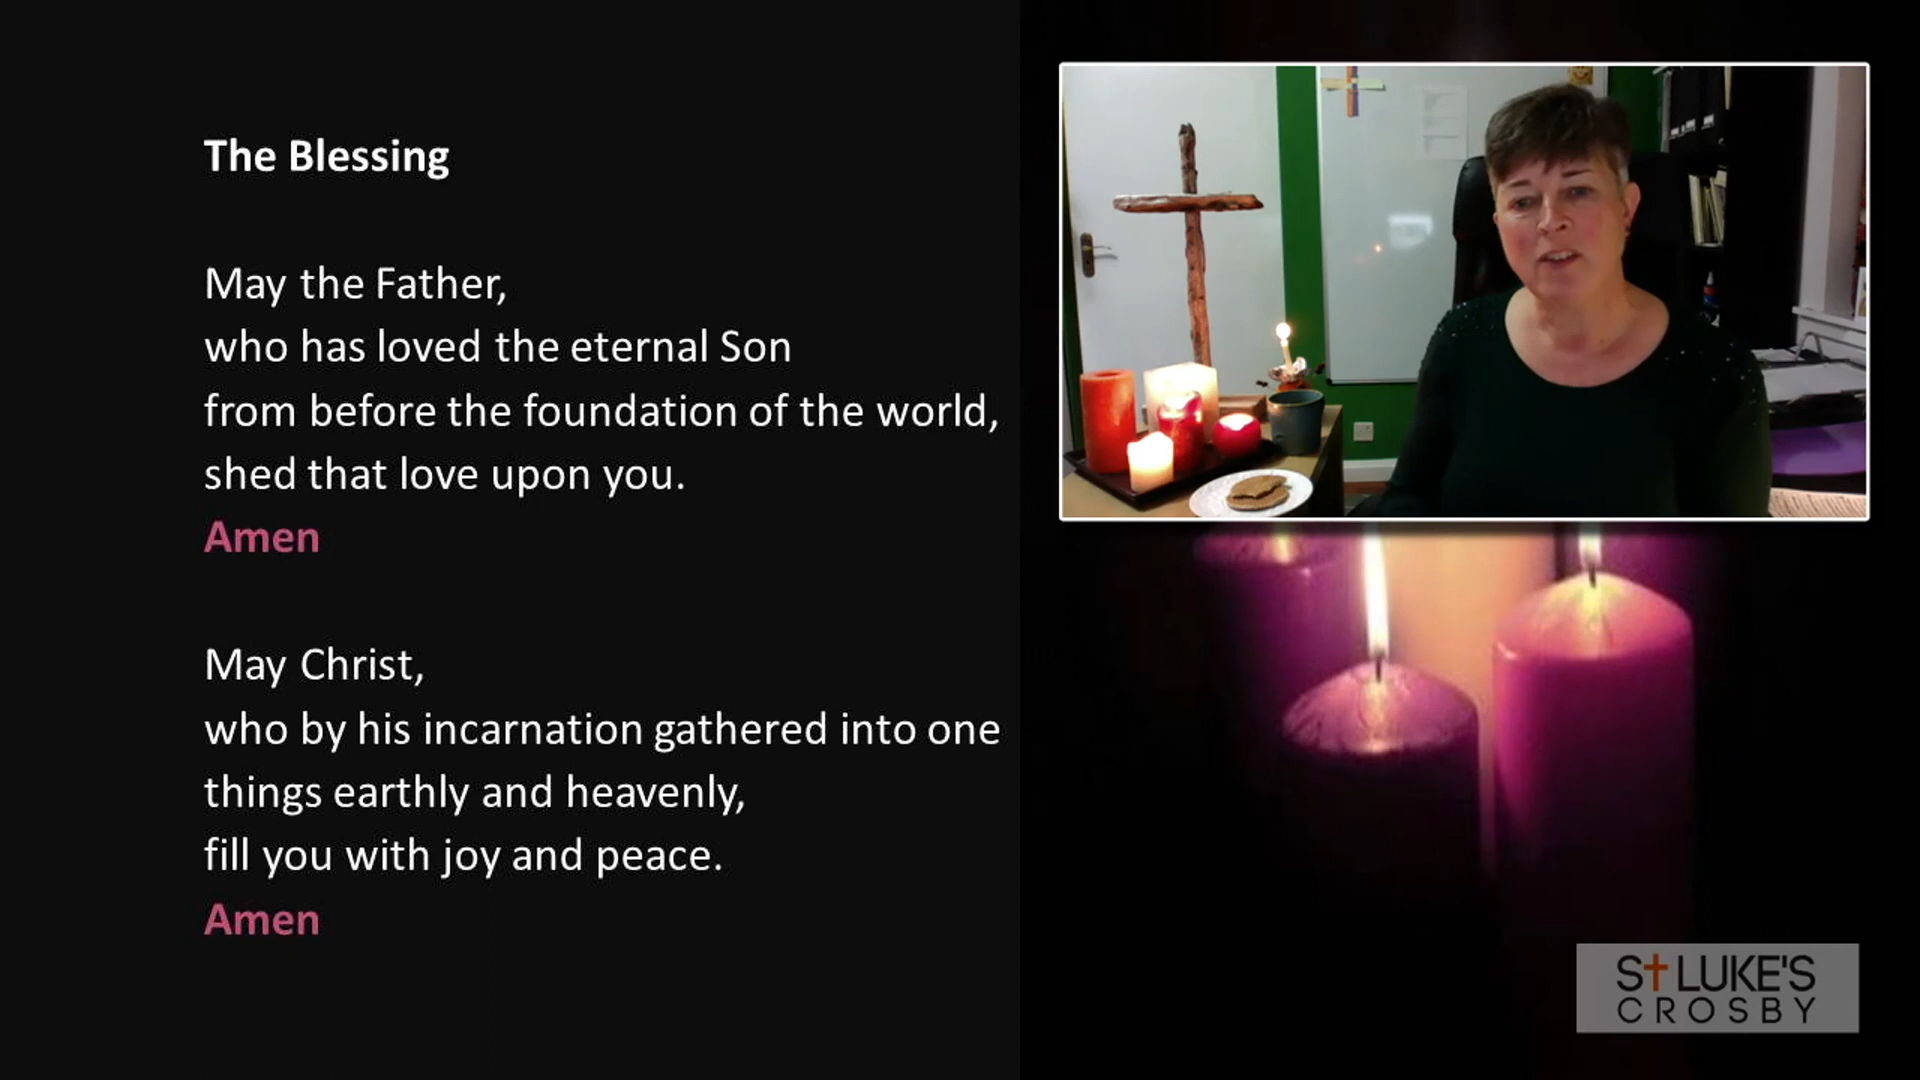 The Blessing
May the Father,
who has loved the eternal Son
from before the foundation of the world,
shed that love upon you.
Amen
May Christ,
who by his incarnation gathered into one
things earthly and heavenly,
fill you with joy and peace.
Amen
ST LUKE'S
CROSBY